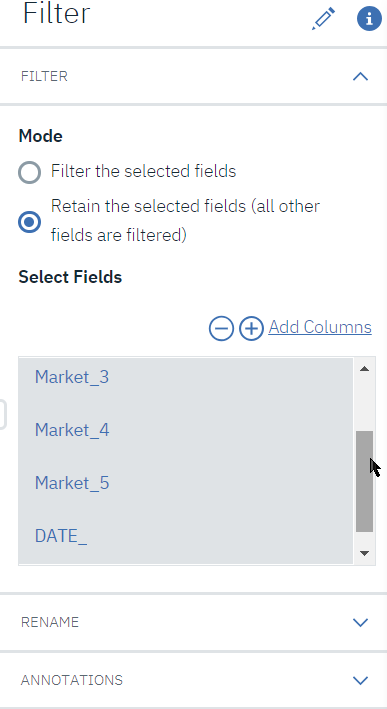 Filter
FILTER
Mode
Filter the selected fields
Retain the selected fields (all other
fields are filtered)
Select Fields
Add Columns
Market_3
Market_4
Market_5
DATE_
RENAME
ANNOTATIONS